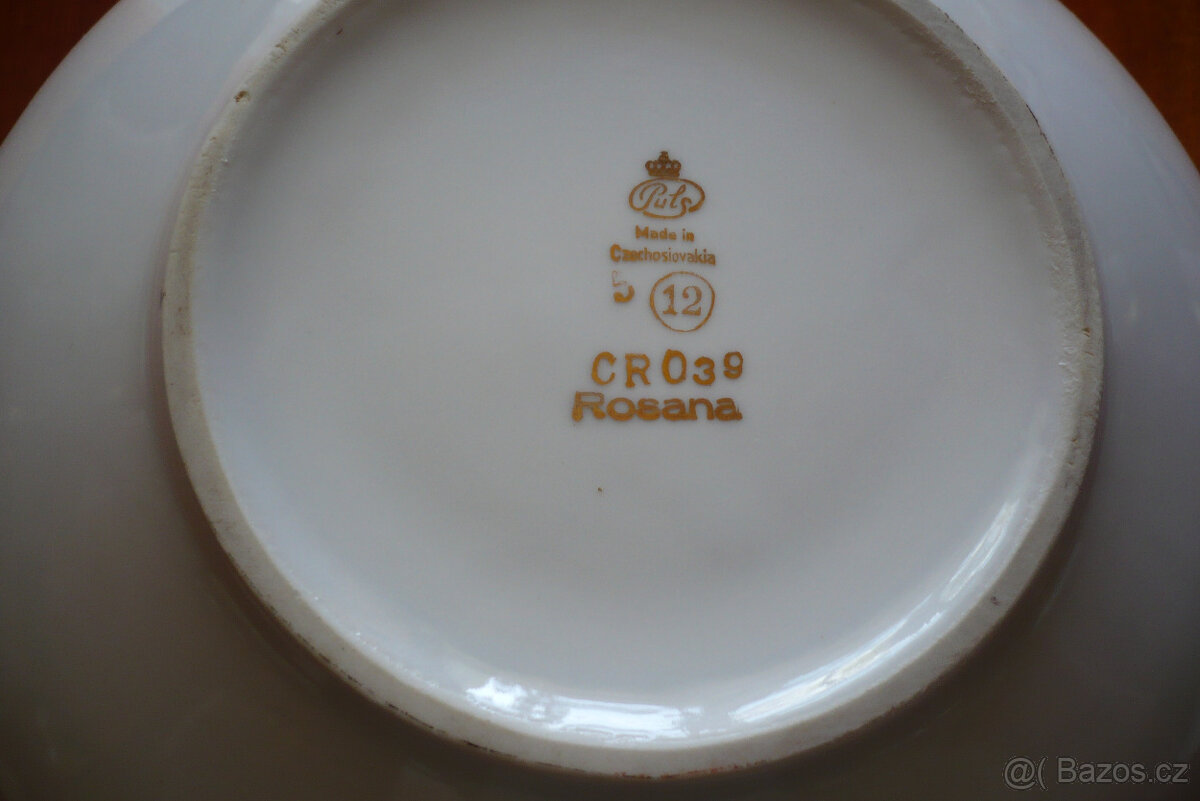 Puls
Made in
Czechoslovakia
5 12
CR039
Rosana
@( Bazos.cz